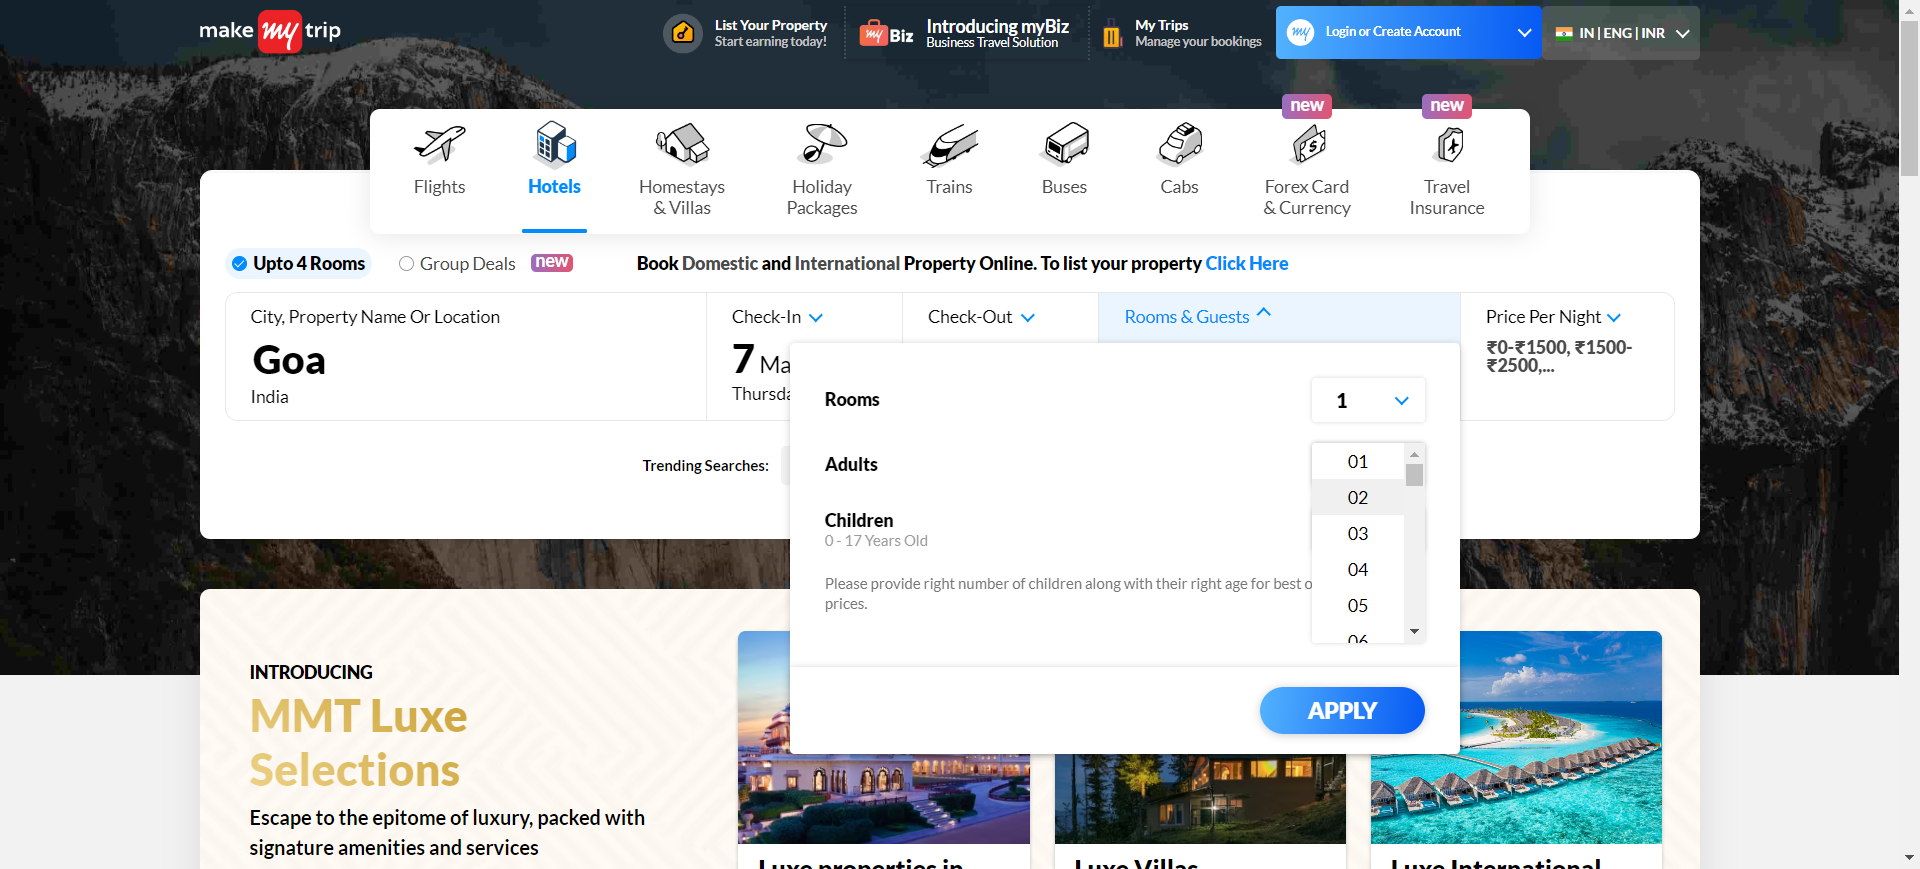 make my trip
List Your Property
Start earning today!
my Biz
Introducing myBiz
Business Travel Solution
My Trips
Manage your bookings
my Login or Create Account
IN | ENG | INR
new
new
Flights
Hotels
Homestays
& Villas
Holiday
Packages
Trains
Buses
Cabs
Forex Card
& Currency
Travel
Insurance
Upto 4 Rooms
Group Deals
new
Book Domestic and International Property Online. To list your property Click Here
City, Property Name Or Location
Goa
India
Check-In
7 Ma
Thursda
Check-Out
Rooms & Guests
Price Per Night
₹0-₹1500, ₹1500-
₹2500,...
Trending Searches:
Rooms
1
Adults
01
02
03
04
05
06
Children
0 - 17 Years Old
Please provide right number of children along with their right age for best o
prices.
APPLY
INTRODUCING
MMT Luxe
Selections
Escape to the epitome of luxury, packed with
signature amenities and services
Luxe properties in
Luxe Villas
Luxe International